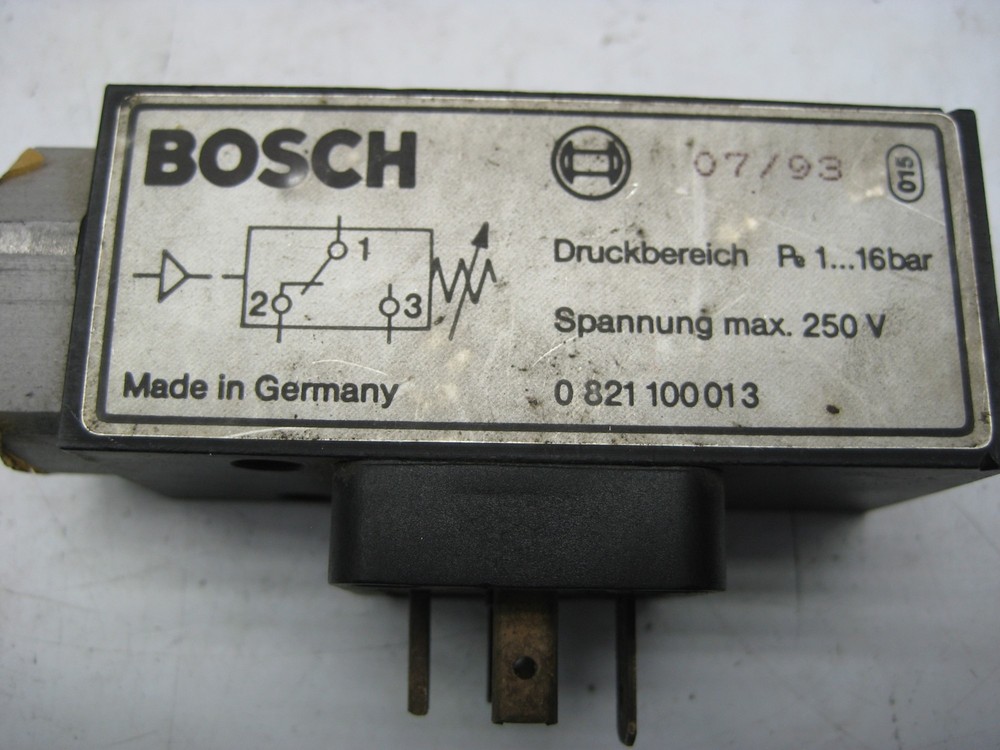 BOSCH
07/93
015
1
2
3
Druckbereich Pe 1...16bar
Spannung max. 250 V
Made in Germany
0 821 100 013